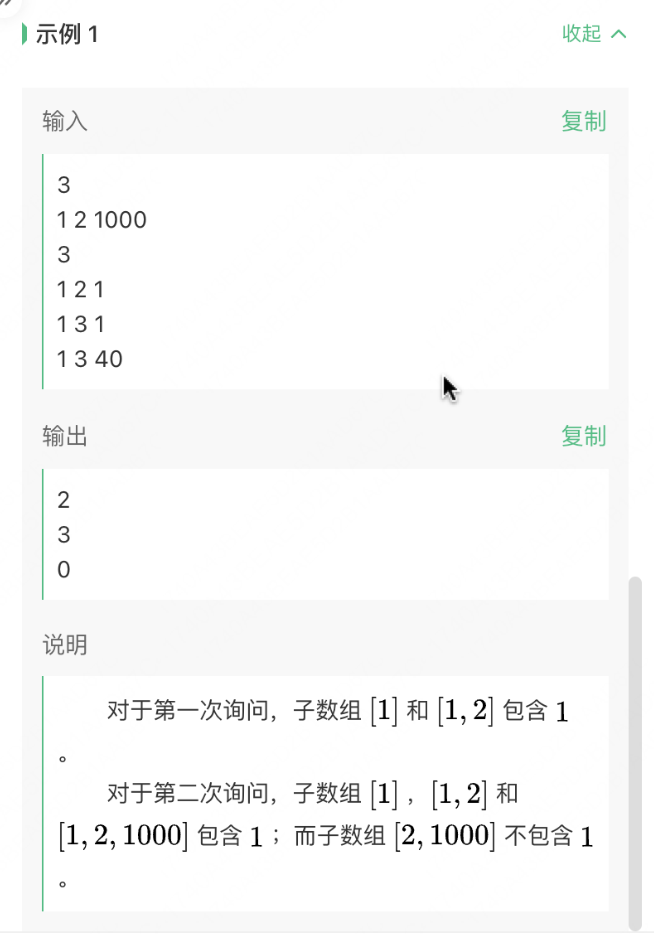 示例 1
收起
输入
复制
3
1 2 1000
3
1 2 1
1 3 1
1 3 40
输出
复制
2
3
0
说明
对于第一次询问，子数组 [1] 和 [1, 2] 包含 1
。
对于第二次询问，子数组 [1] ，[1, 2] 和
[1, 2, 1000] 包含 1 ；而子数组 [2, 1000] 不包含 1
。